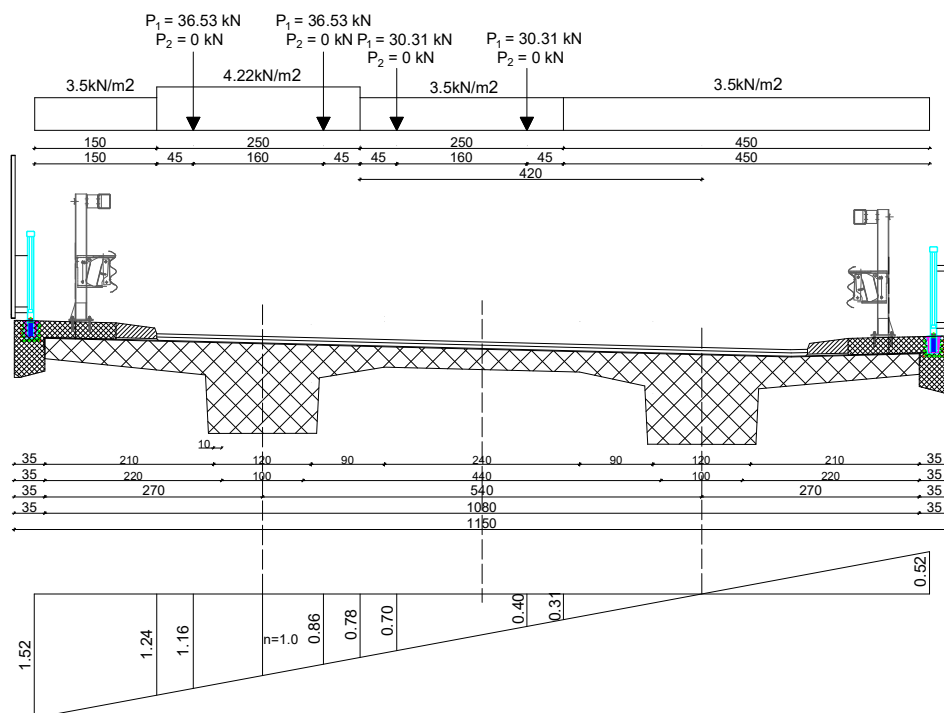 P1 = 36.53 kN
P2 = 0 kN
P1 = 36.53 kN
P2 = 0 kN
P1 = 30.31 kN
P2 = 0 kN
P1 = 30.31 kN
P2 = 0 kN
3.5kN/m2
4.22kN/m2
3.5kN/m2
3.5kN/m2
150 250 250 450
150 45 160 45 45 160 45 450
420
10
35 210 120 90 240 90 120 210 35
35 220 100 440 100 220 35
35 270 540 270 35
35 1080 35
1150
1.52
1.24
1.16
n=1.0
0.86
0.78
0.70
0.40
0.31
0.52